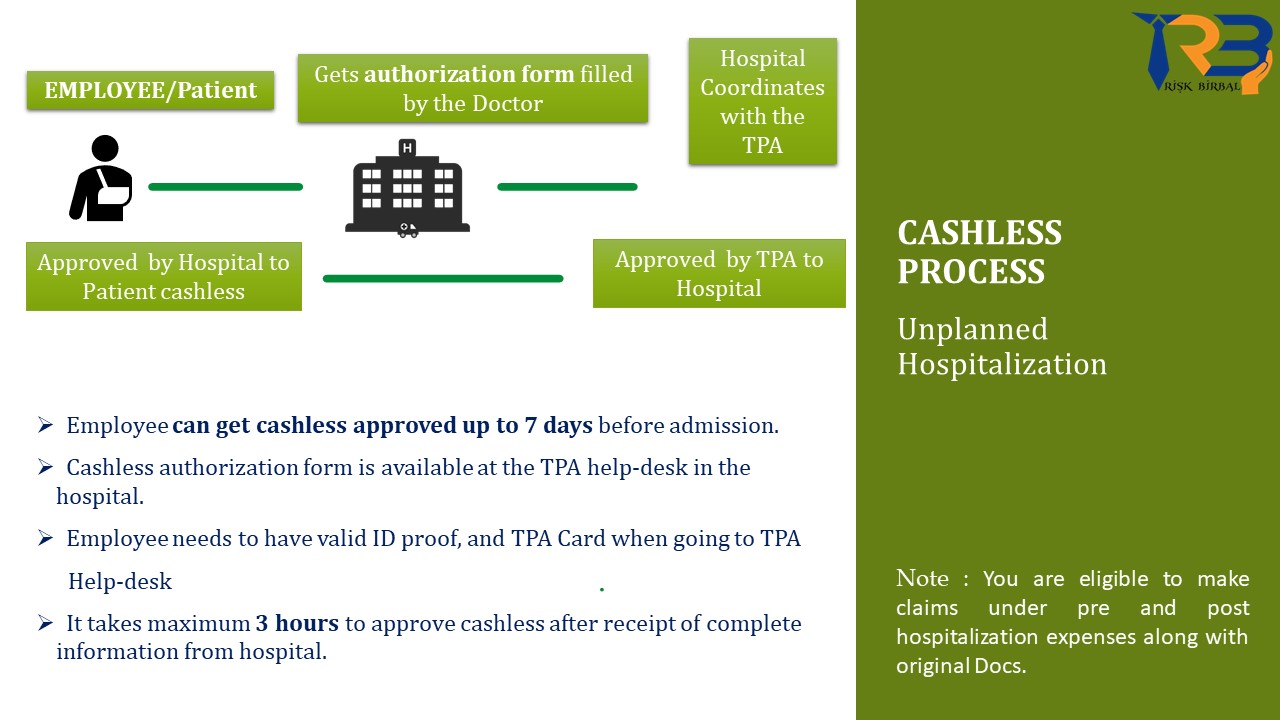 EMPLOYEE/Patient
Gets authorization form filled
by the Doctor
Hospital
Coordinates
with the
TPA
H
Approved by Hospital to
Patient cashless
Approved by TPA to
Hospital
➢ Employee can get cashless approved up to 7 days before admission.
➢ Cashless authorization form is available at the TPA help-desk in the
hospital.
➢ Employee needs to have valid ID proof, and TPA Card when going to TPA
Help-desk
➢ It takes maximum 3 hours to approve cashless after receipt of complete
information from hospital.
RB
RISK BIRBAL
CASHLESS
PROCESS
Unplanned
Hospitalization
Note : You are eligible to make
claims under pre and post
hospitalization expenses along with
original Docs.